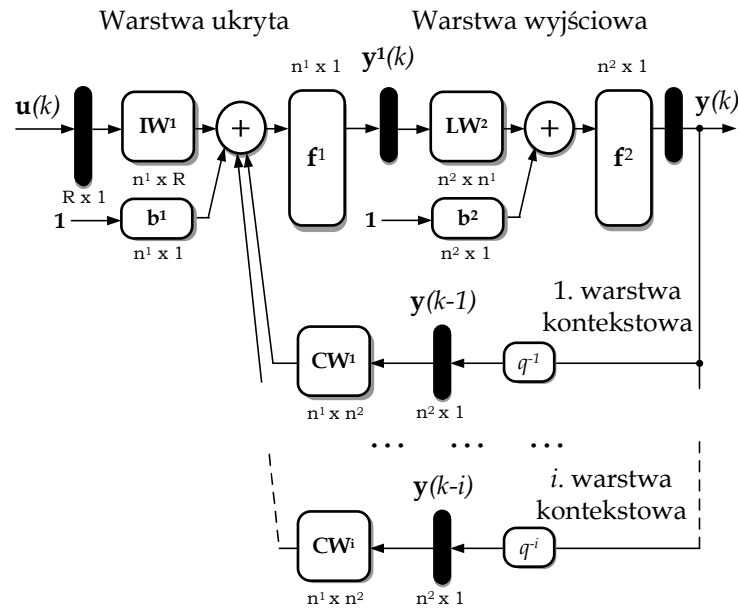 Warstwa ukryta
Warstwa wyjściowa
n¹ x 1
y¹(k)
n² x 1
u(k)
IW¹
+
f¹
LW²
+
f²
y(k)
n¹ x R
n² x n¹
R x 1
1
b¹
1
b²
n¹ x 1
n² x 1
y(k-1)
1. warstwa
kontekstowa
CW¹
q⁻¹
n¹ x n²
n² x 1
... ... ...
y(k-i)
i. warstwa
kontekstowa
CWⁱ
q⁻ⁱ
n¹ x n²
n² x 1